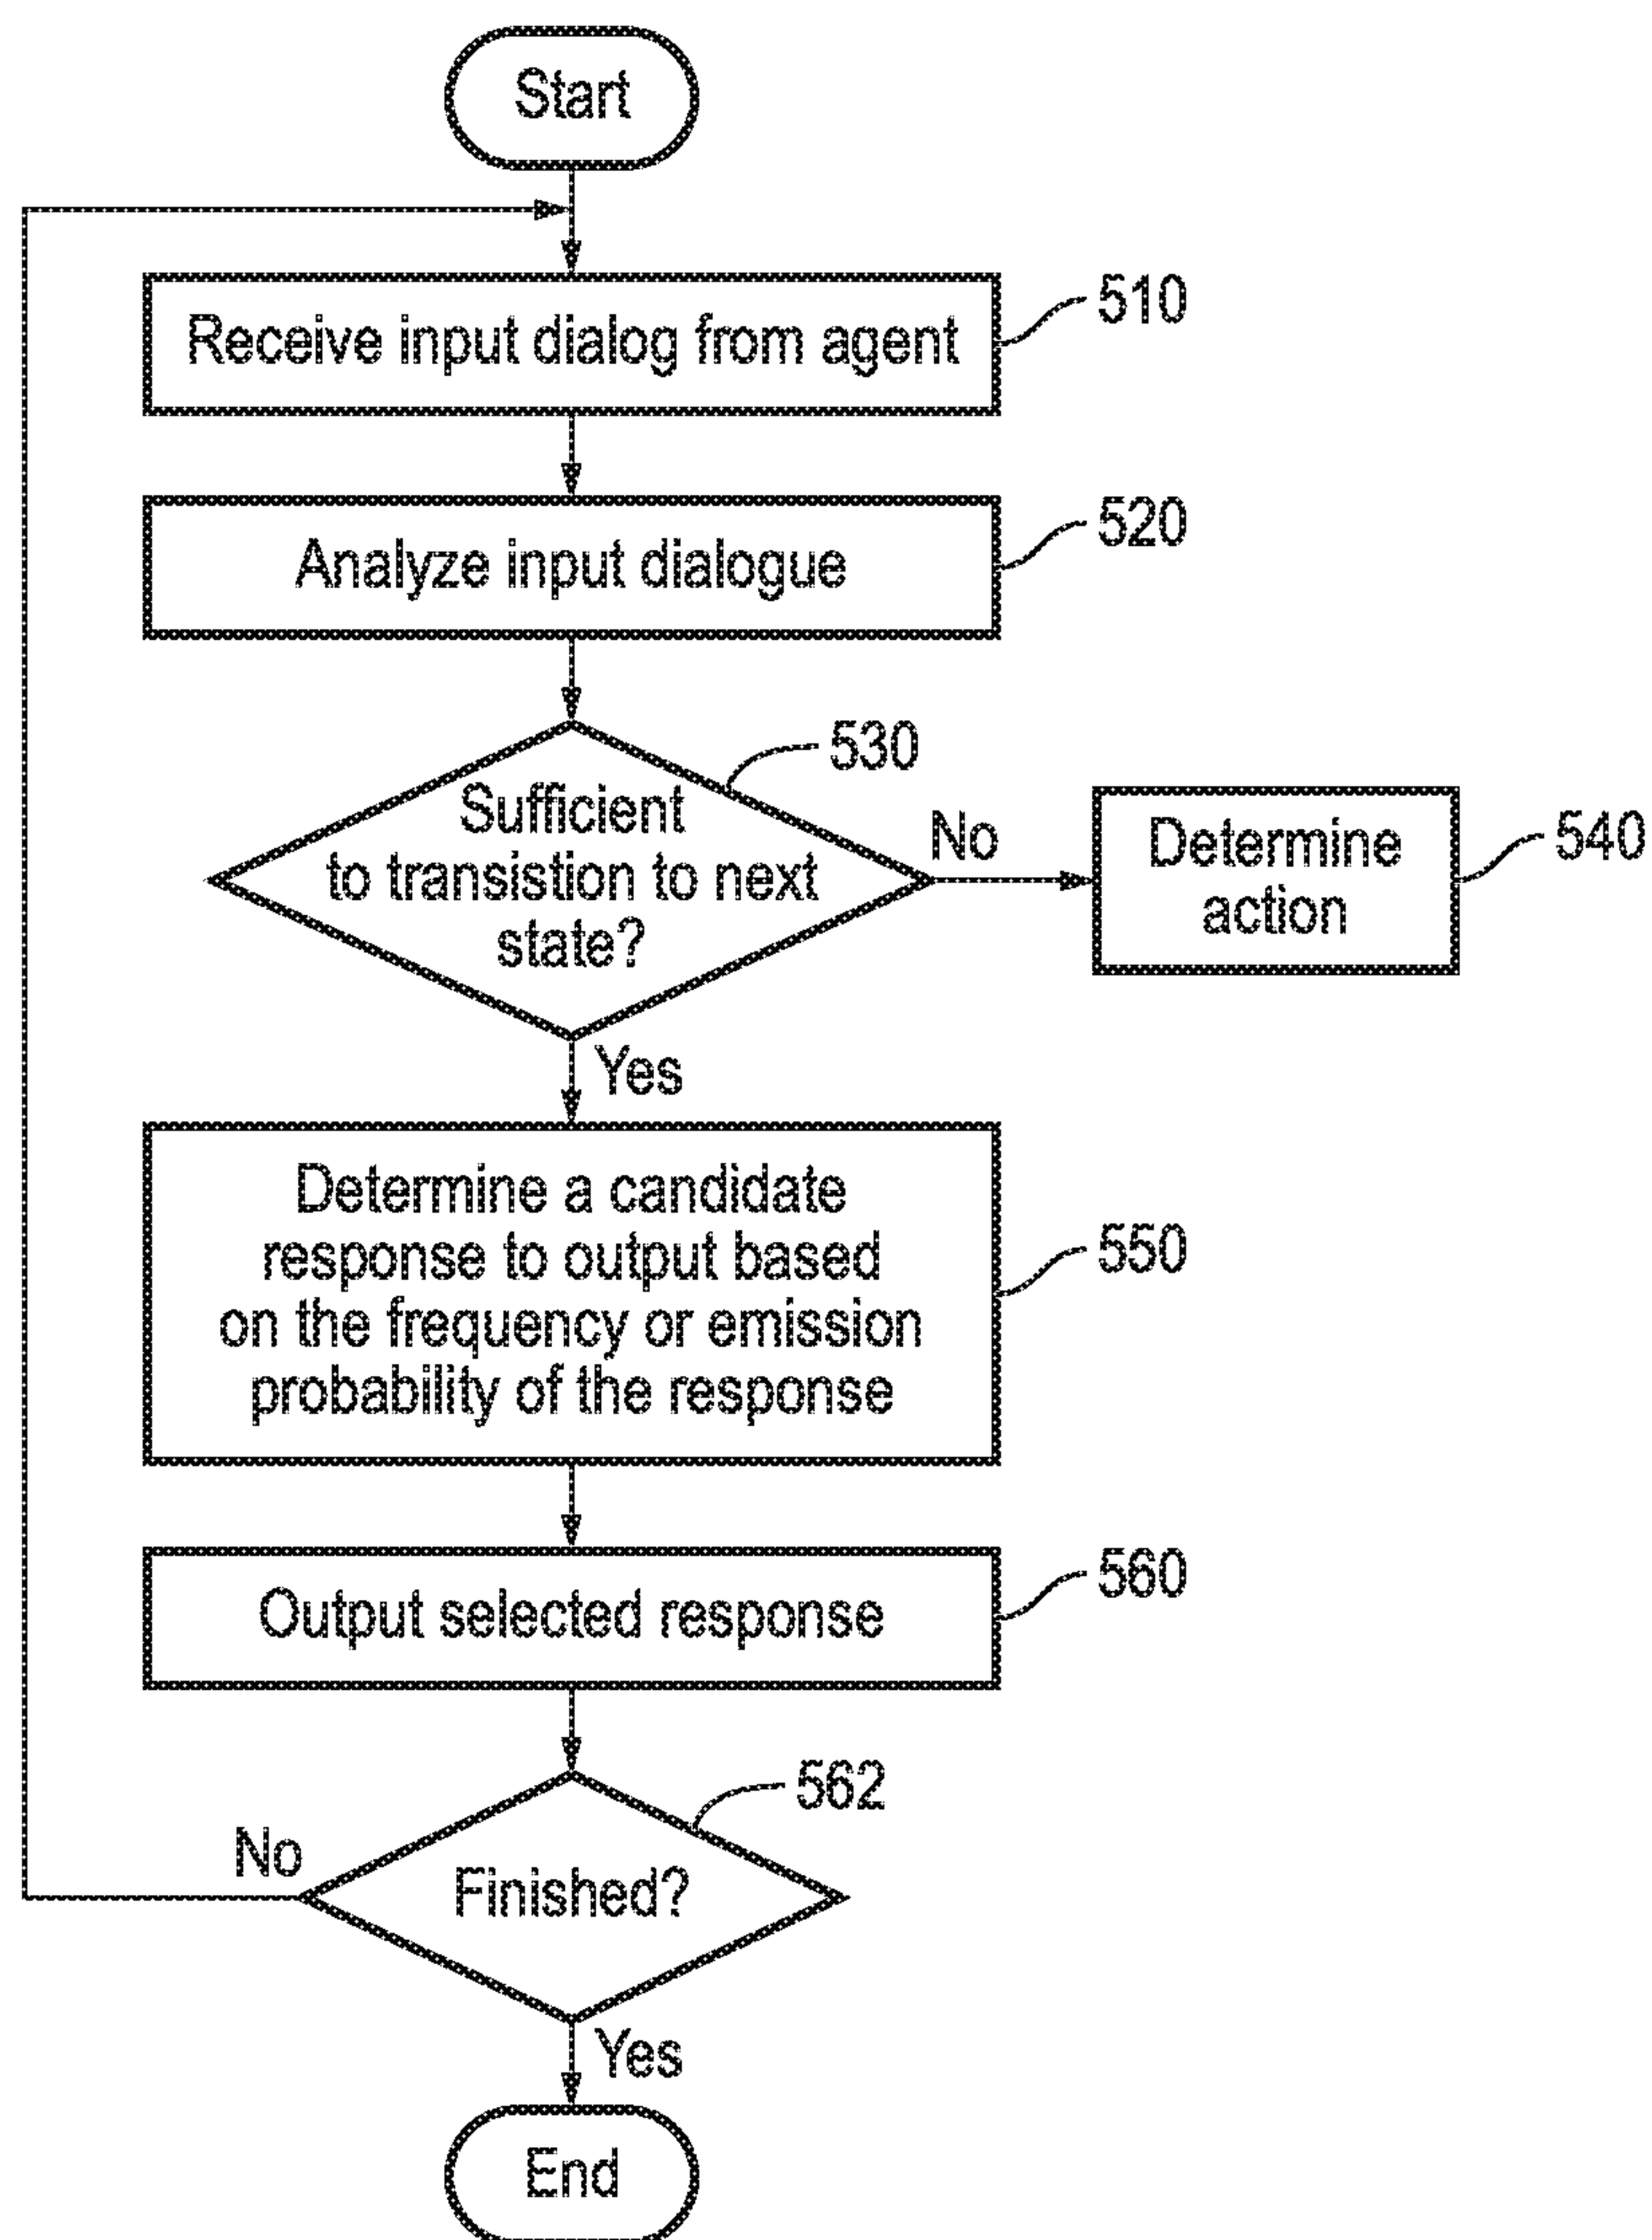 Start
Receive input dialog from agent
510
Analyze input dialogue
520
530
Sufficient
to transistion to next
state?
No
Determine
action
540
Yes
Determine a candidate
response to output based
on the frequency or emission
probability of the response
550
Output selected response
560
562
No
Finished?
Yes
End